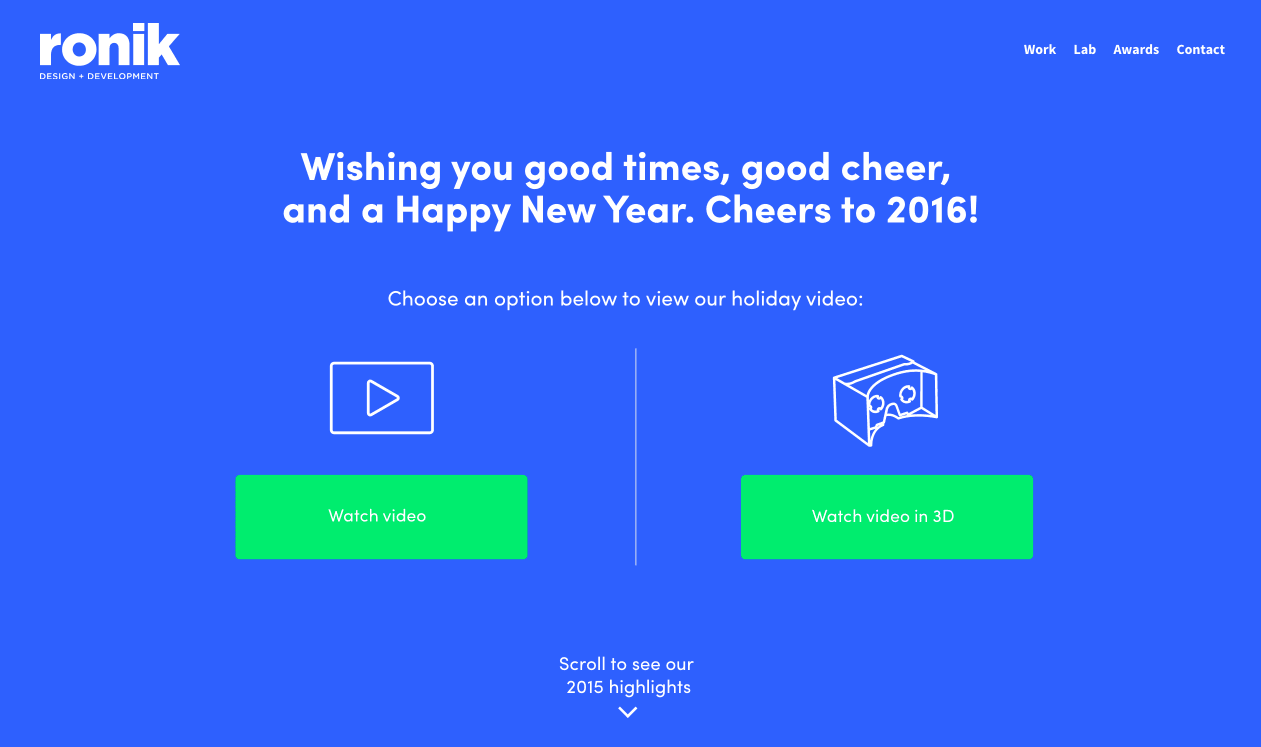 ronik
DESIGN + DEVELOPMENT
Work Lab Awards Contact
Wishing you good times, good cheer,
and a Happy New Year. Cheers to 2016!
Choose an option below to view our holiday video:
Watch video
Watch video in 3D
Scroll to see our
2015 highlights